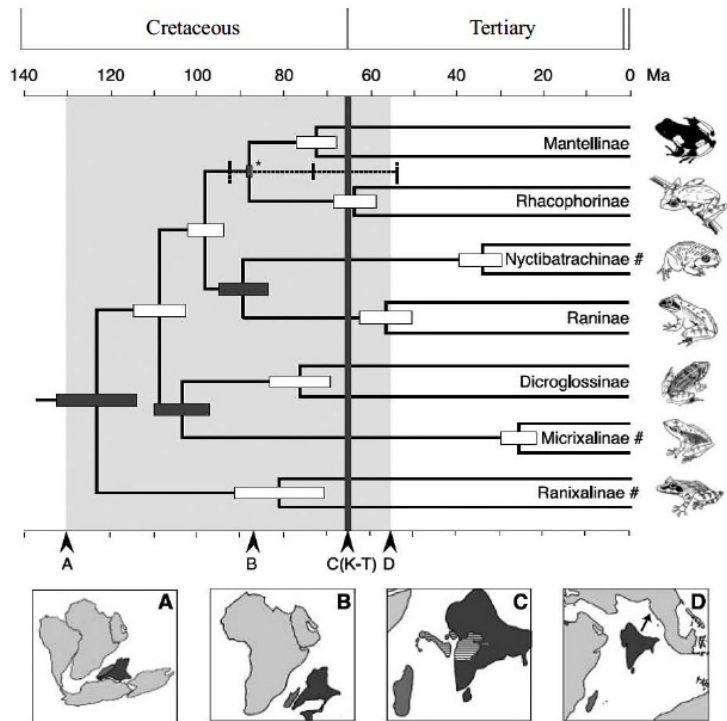 Cretaceous Tertiary
140 120 100 80 60 40 20 0 Ma
Mantellinae
*
Rhacophorinae
Nyctibatrachinae #
Raninae
Dicroglossinae
Micrixalinae #
Ranixalinae #
A B C(K-T) D
A B C D